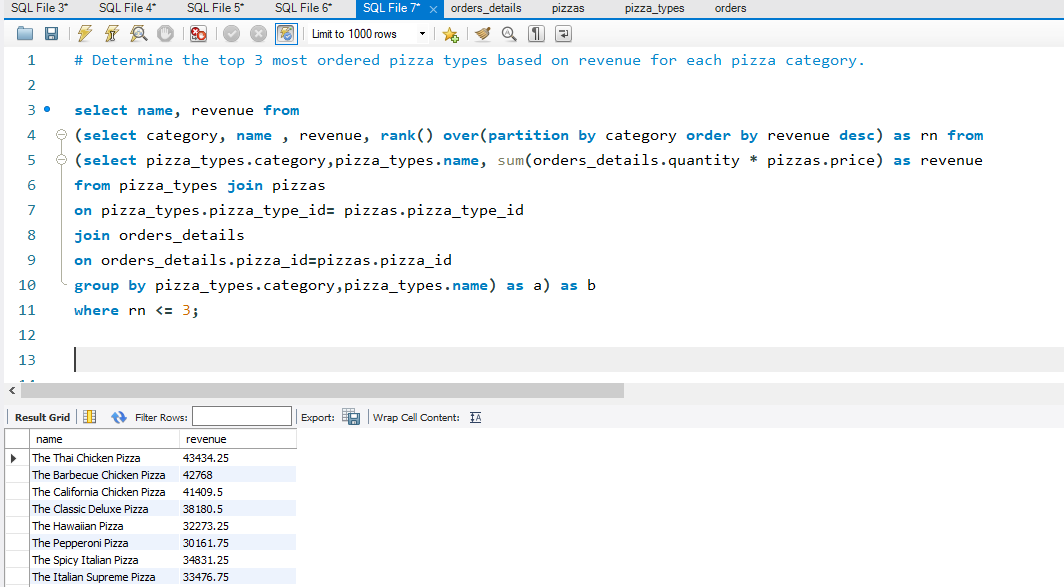 SQL File 3* SQL File 4* SQL File 5* SQL File 6* SQL File 7* orders_details pizzas pizza_types orders
Limit to 1000 rows
1 # Determine the top 3 most ordered pizza types based on revenue for each pizza category.
2
3 select name, revenue from
4 (select category, name , revenue, rank() over(partition by category order by revenue desc) as rn from
5 (select pizza_types.category,pizza_types.name, sum(orders_details.quantity * pizzas.price) as revenue
6 from pizza_types join pizzas
7 on pizza_types.pizza_type_id= pizzas.pizza_type_id
8 join orders_details
9 on orders_details.pizza_id=pizzas.pizza_id
10 group by pizza_types.category,pizza_types.name) as a) as b
11 where rn <= 3;
12
13
Result Grid Filter Rows: Export: Wrap Cell Content:
name revenue
The Thai Chicken Pizza 43434.25
The Barbecue Chicken Pizza 42768
The California Chicken Pizza 41409.5
The Classic Deluxe Pizza 38180.5
The Hawaiian Pizza 32273.25
The Pepperoni Pizza 30161.75
The Spicy Italian Pizza 34831.25
The Italian Supreme Pizza 33476.75